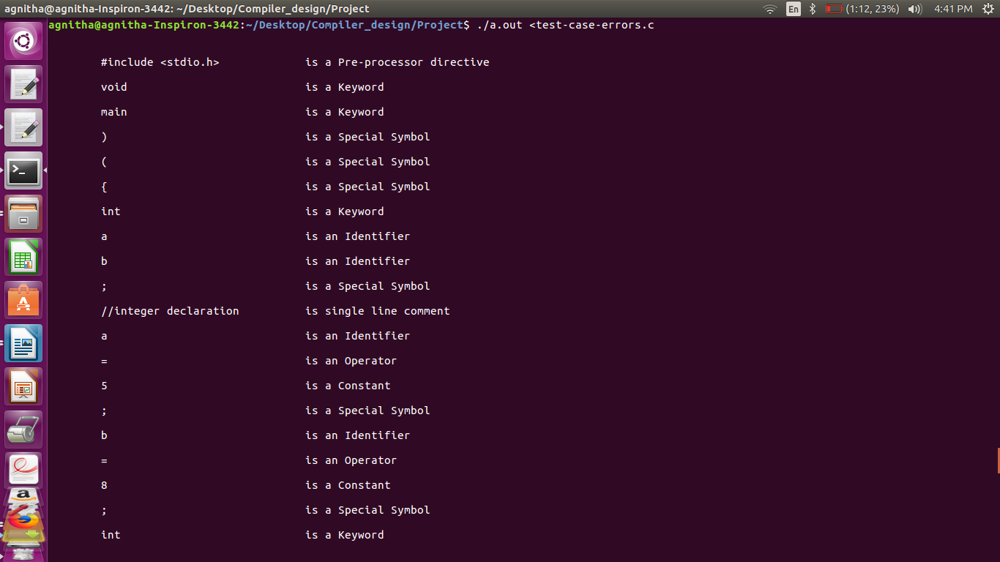 agnitha@agnitha-Inspiron-3442: ~/Desktop/Compiler_design/Project En (1:12, 23%) 4:41 PM
agnitha@agnitha-Inspiron-3442:~/Desktop/Compiler_design/Project$ ./a.out <test-case-errors.c
#include <stdio.h> is a Pre-processor directive
void is a Keyword
main is a Keyword
) is a Special Symbol
( is a Special Symbol
{ is a Special Symbol
int is a Keyword
a is an Identifier
b is an Identifier
; is a Special Symbol
//integer declaration is single line comment
a is an Identifier
= is an Operator
5 is a Constant
; is a Special Symbol
b is an Identifier
= is an Operator
8 is a Constant
; is a Special Symbol
int is a Keyword